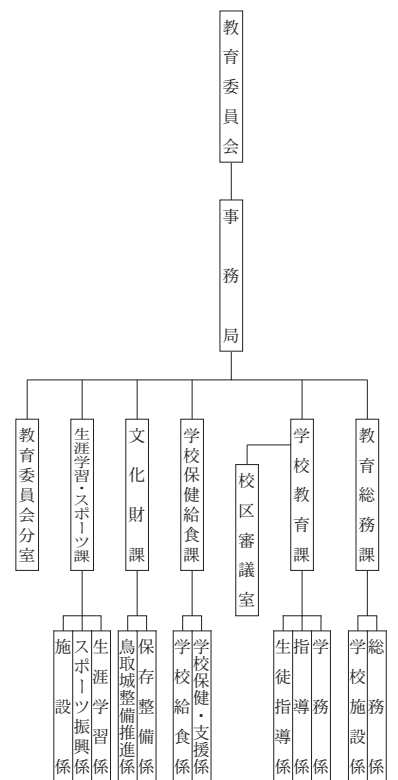 教育委員会
事務局
教育総務課
学校教育課
校区審議室
学校保健給食課
文化財課
生涯学習・スポーツ課
教育委員会分室
総務係
学校施設係
学務係
指導係
生徒指導係
学校保健・支援係
学校給食係
保存整備係
鳥取城整備推進係
生涯学習係
スポーツ振興係
施設係